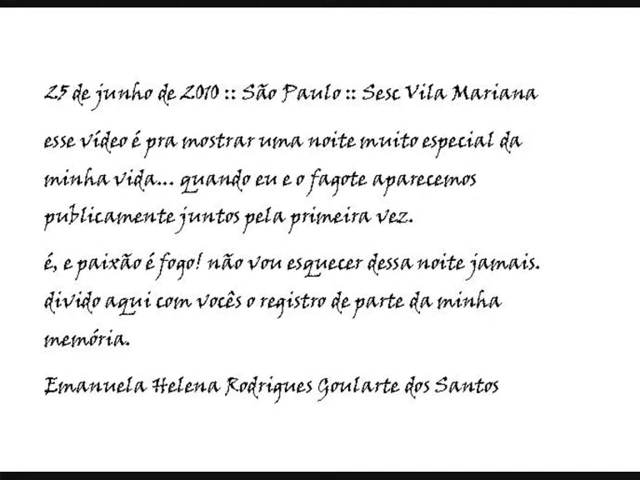 25 de junho de 2010 :: São Paulo :: Sesc Vila Mariana
esse vídeo é pra mostrar uma noite muito especial da
minha vida... quando eu e o fagote aparecemos
publicamente juntos pela primeira vez.
é, e paixão é fogo! não vou esquecer dessa noite jamais.
divido aqui com vocês o registro de parte da minha
memória.
Emanuela Helena Rodrigues Goularte dos Santos